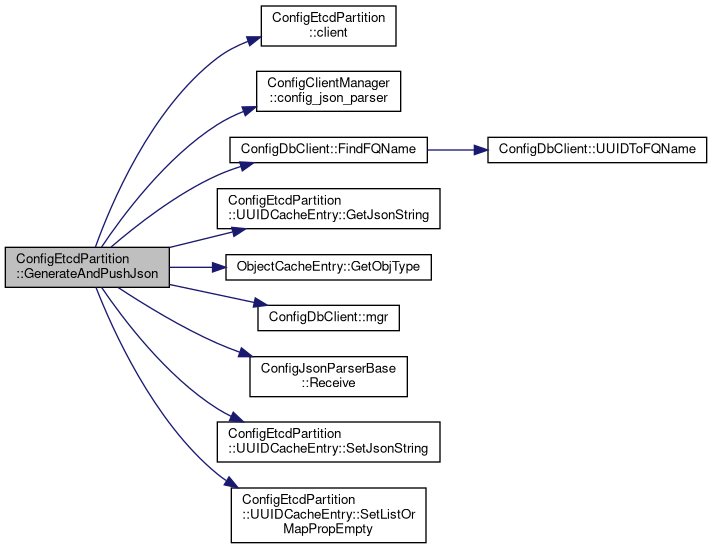 ConfigEtcdPartition
::client
ConfigClientManager
::config_json_parser
ConfigDbClient::FindFQName
ConfigDbClient::UUIDToFQName
ConfigEtcdPartition
::UUIDCacheEntry::GetJsonString
ConfigEtcdPartition
::GenerateAndPushJson
ObjectCacheEntry::GetObjType
ConfigDbClient::mgr
ConfigJsonParserBase
::Receive
ConfigEtcdPartition
::UUIDCacheEntry::SetJsonString
ConfigEtcdPartition
::UUIDCacheEntry::SetListOr
MapPropEmpty